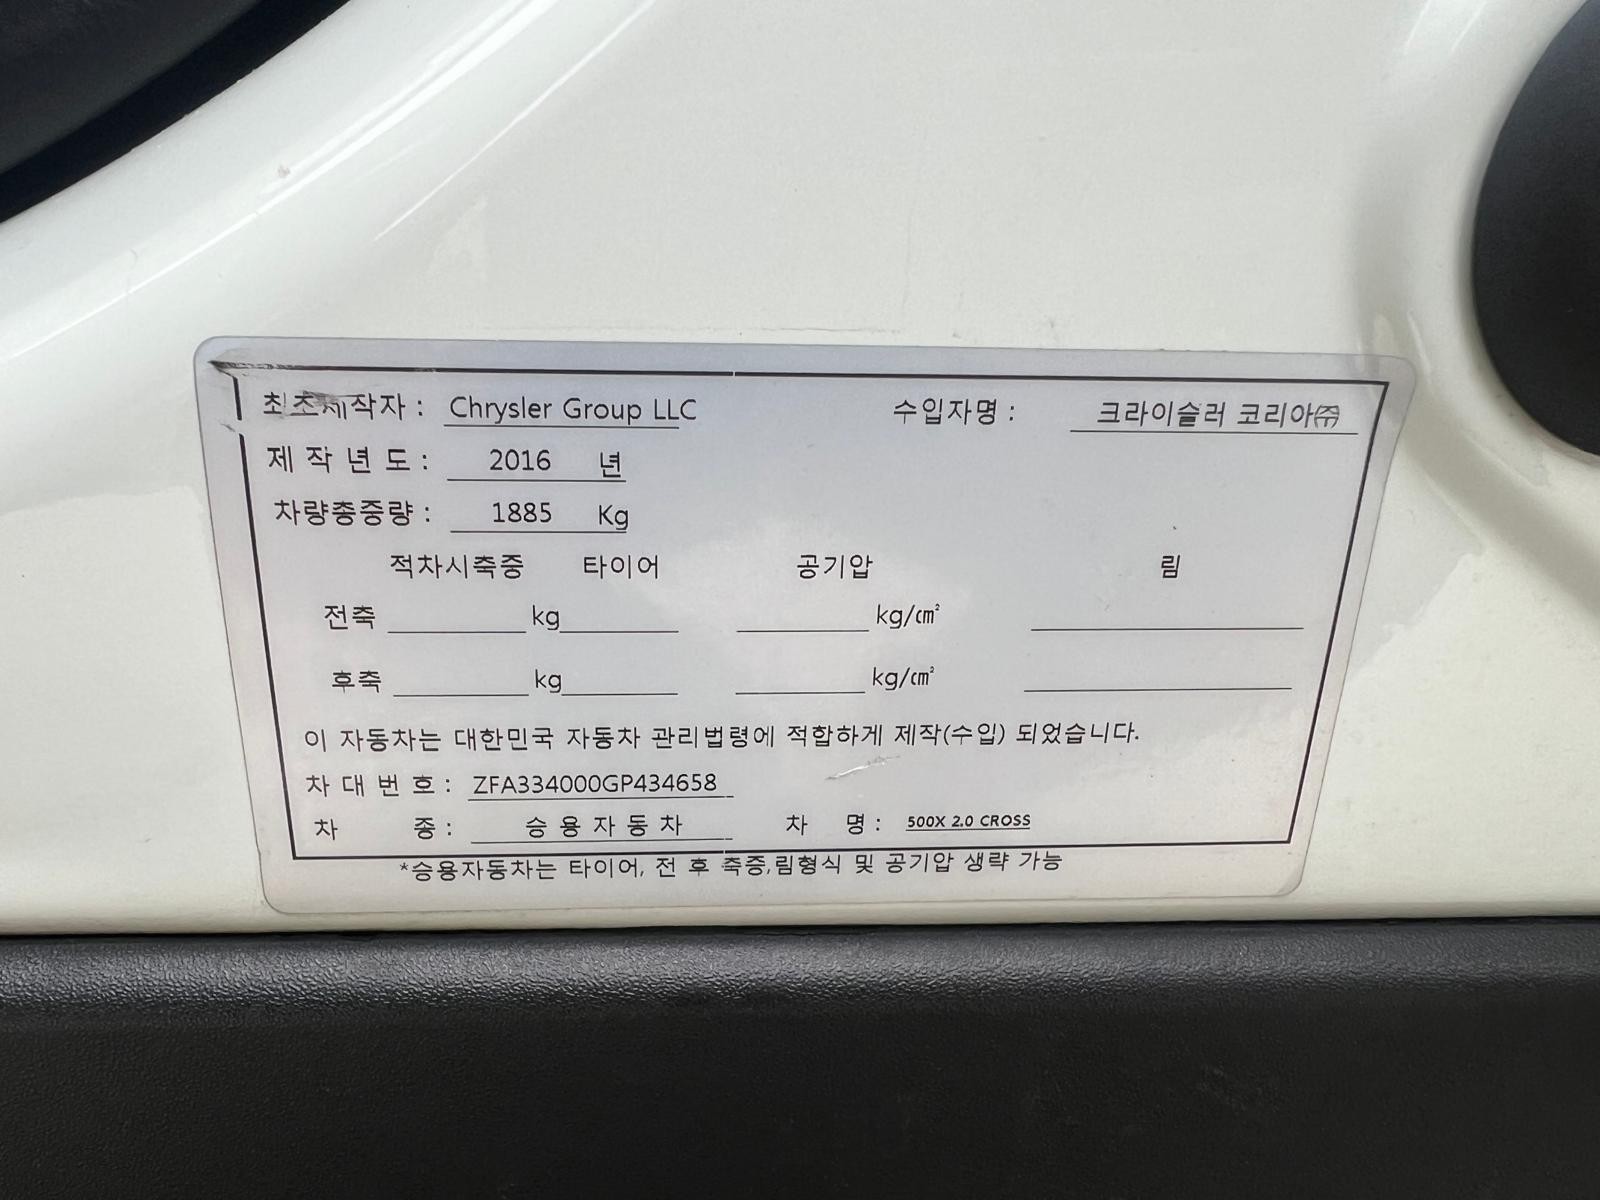 최초제작자 : Chrysler Group LLC 수입자명 : 크라이슬러 코리아㈜
제 작 년 도 : 2016 년
차량총중량 : 1885 Kg
적차시축중 타이어 공기압 림
전축 kg kg/㎠
후축 kg kg/㎠
이 자동차는 대한민국 자동차 관리법령에 적합하게 제작(수입) 되었습니다.
차 대 번 호 : ZFA334000GP434658
차 종 : 승 용 자 동 차 차 명 : 500X 2.0 CROSS
*승용자동차는 타이어, 전 후 축중,림형식 및 공기압 생략 가능